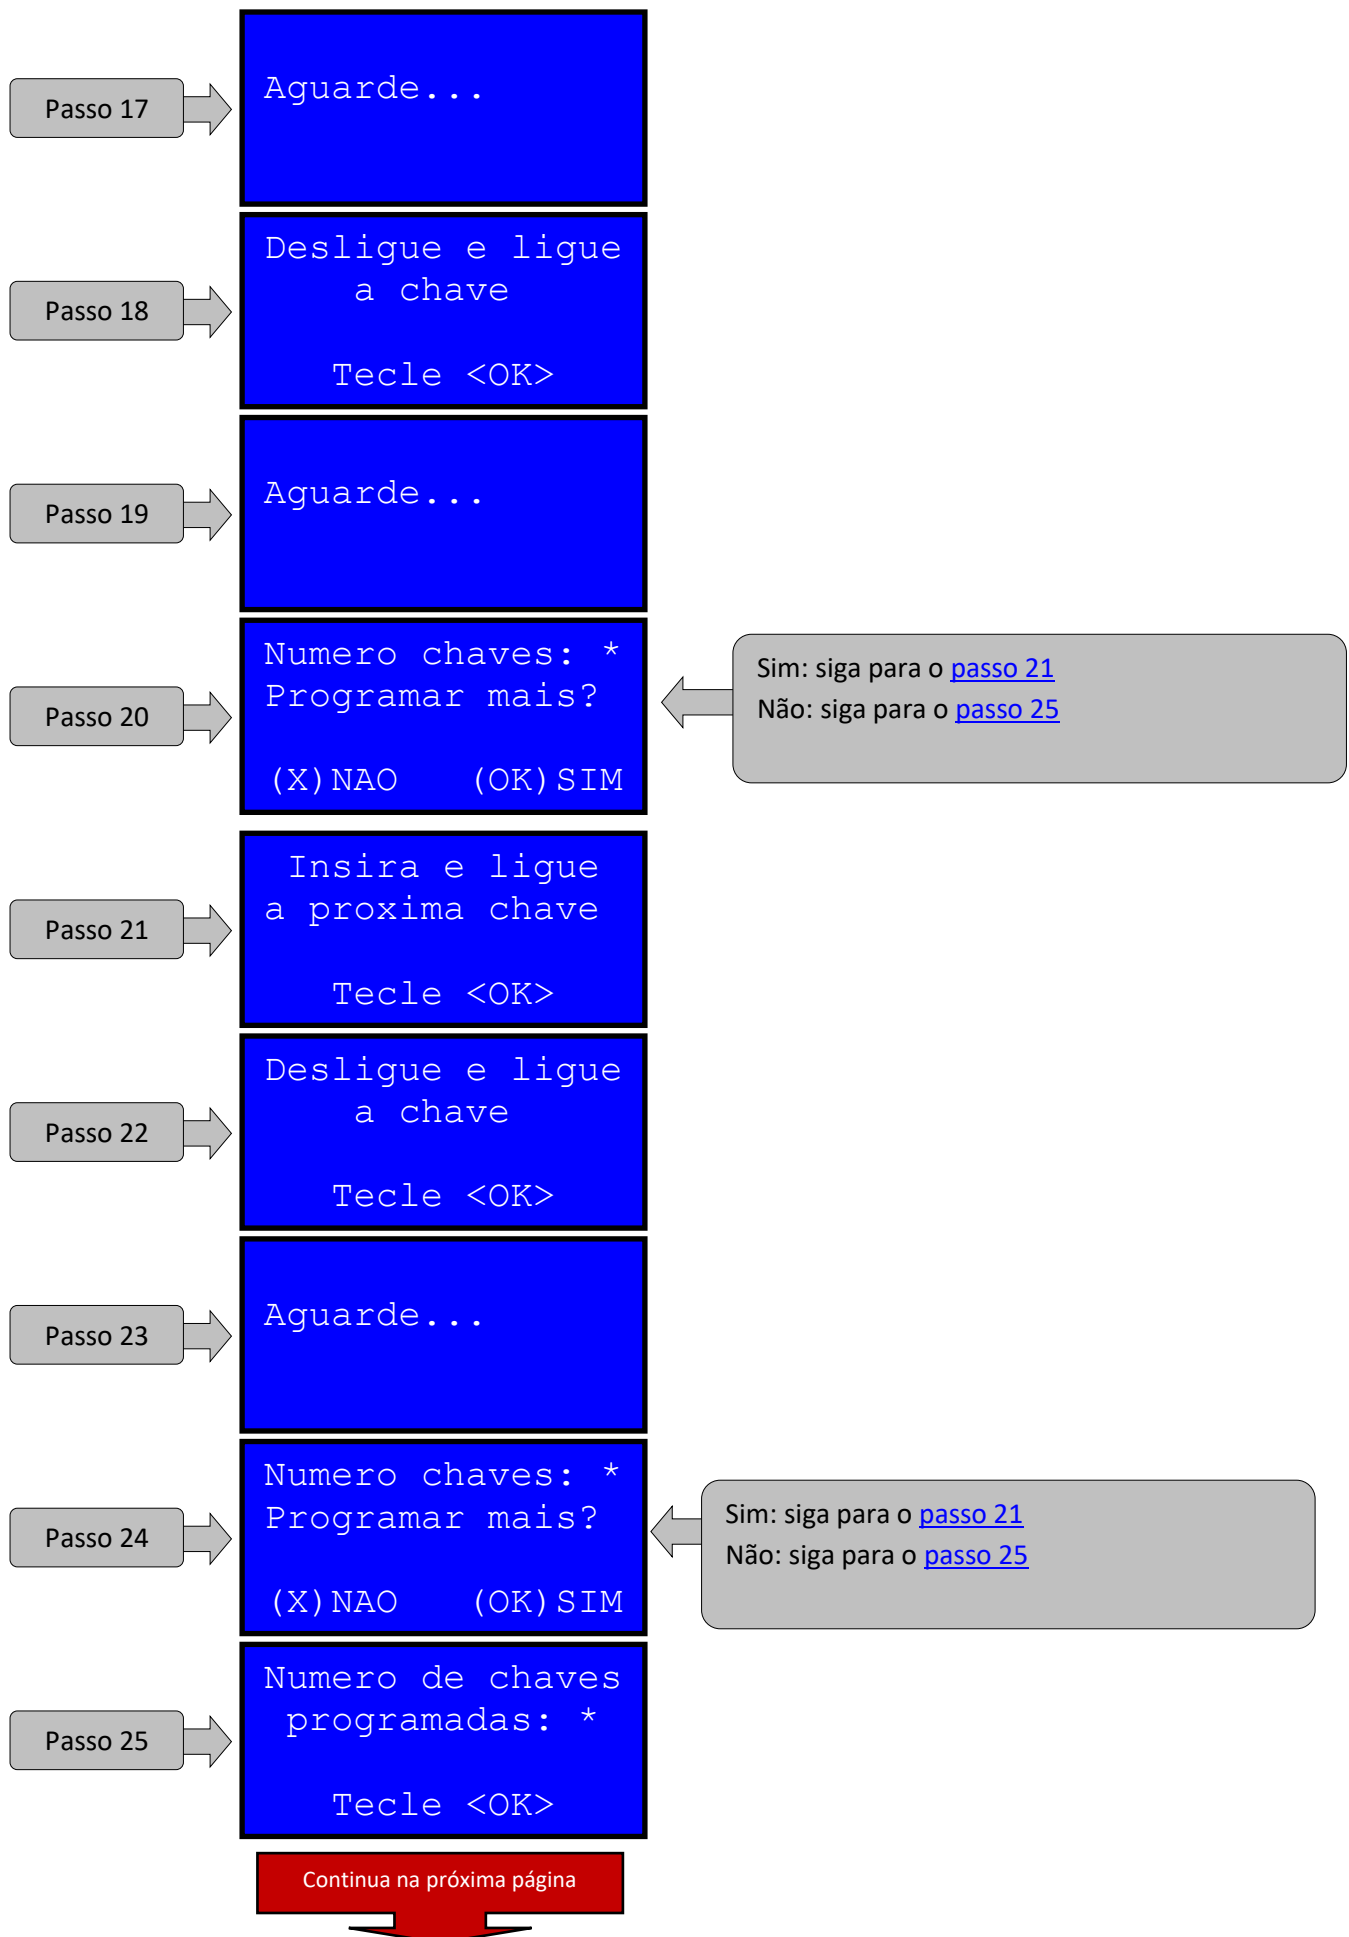 Passo 17
Aguarde...
Passo 18
Desligue e ligue
a chave
Tecle <OK>
Passo 19
Aguarde...
Passo 20
Numero chaves: *
Programar mais?
(X)NAO (OK)SIM
Sim: siga para o passo 21
Não: siga para o passo 25
Passo 21
Insira e ligue
a proxima chave
Tecle <OK>
Passo 22
Desligue e ligue
a chave
Tecle <OK>
Passo 23
Aguarde...
Passo 24
Numero chaves: *
Programar mais?
(X)NAO (OK)SIM
Sim: siga para o passo 21
Não: siga para o passo 25
Passo 25
Numero de chaves
programadas: *
Tecle <OK>
Continua na próxima página